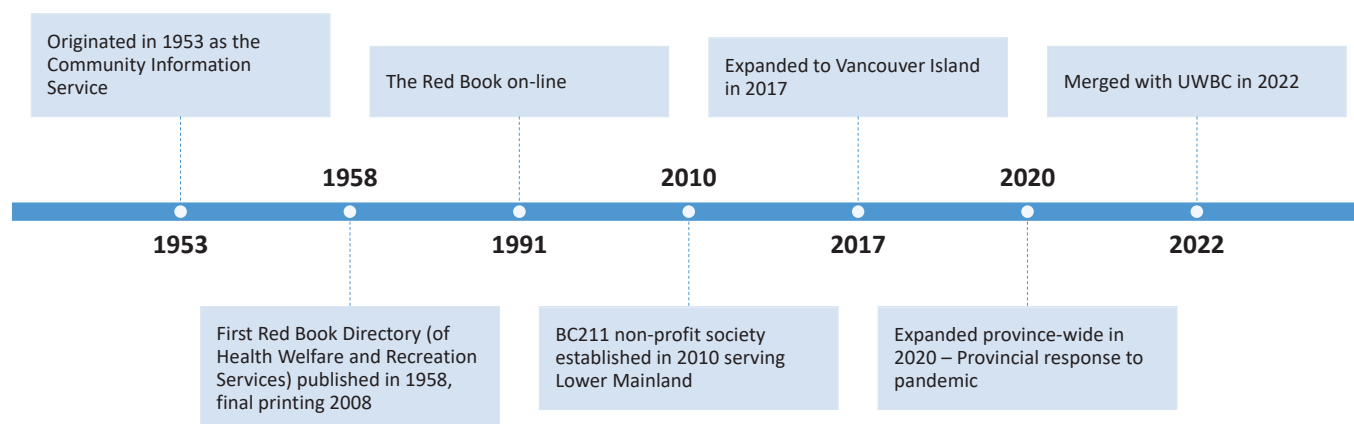 Originated in 1953 as the
Community Information
Service
The Red Book on-line
Expanded to Vancouver Island
in 2017
Merged with UWBC in 2022
1958
2010
2020
1953
1991
2017
2022
First Red Book Directory (of
Health Welfare and Recreation
Services) published in 1958,
final printing 2008
BC211 non-profit society
established in 2010 serving
Lower Mainland
Expanded province-wide in
2020 – Provincial response to
pandemic